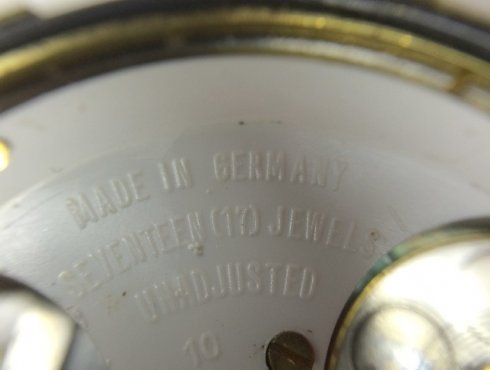 MADE IN GERMANY
SEVENTEEN (17) JEWELS
UNADJUSTED
10